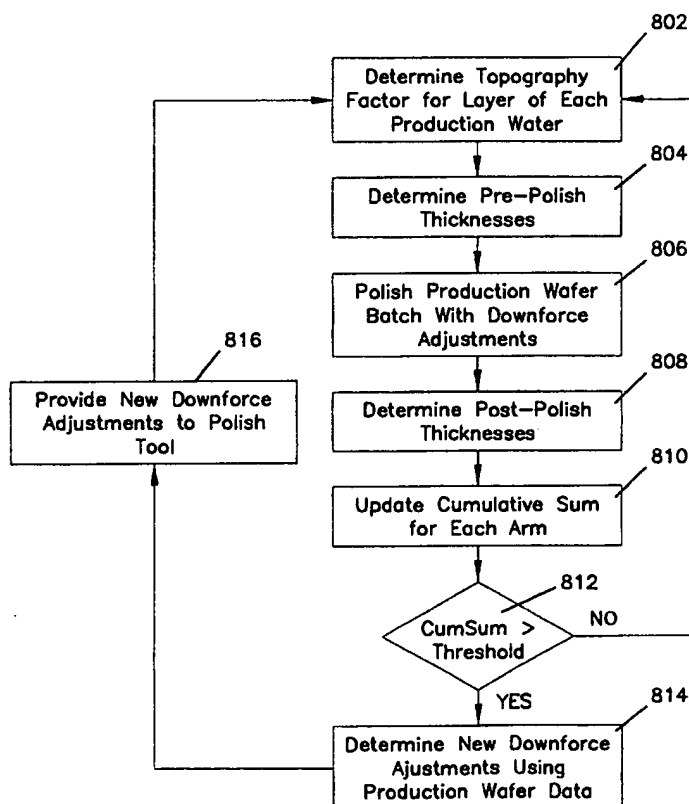 802
Determine Topography
Factor for Layer of Each
Production Water
804
Determine Pre-Polish
Thicknesses
806
Polish Production Wafer
Batch With Downforce
Adjustments
816
Provide New Downforce
Adjustments to Polish
Tool
808
Determine Post-Polish
Thicknesses
810
Update Cumulative Sum
for Each Arm
812
CumSum >
Threshold
NO
YES
814
Determine New Downforce
Ajustments Using
Production Wafer Data